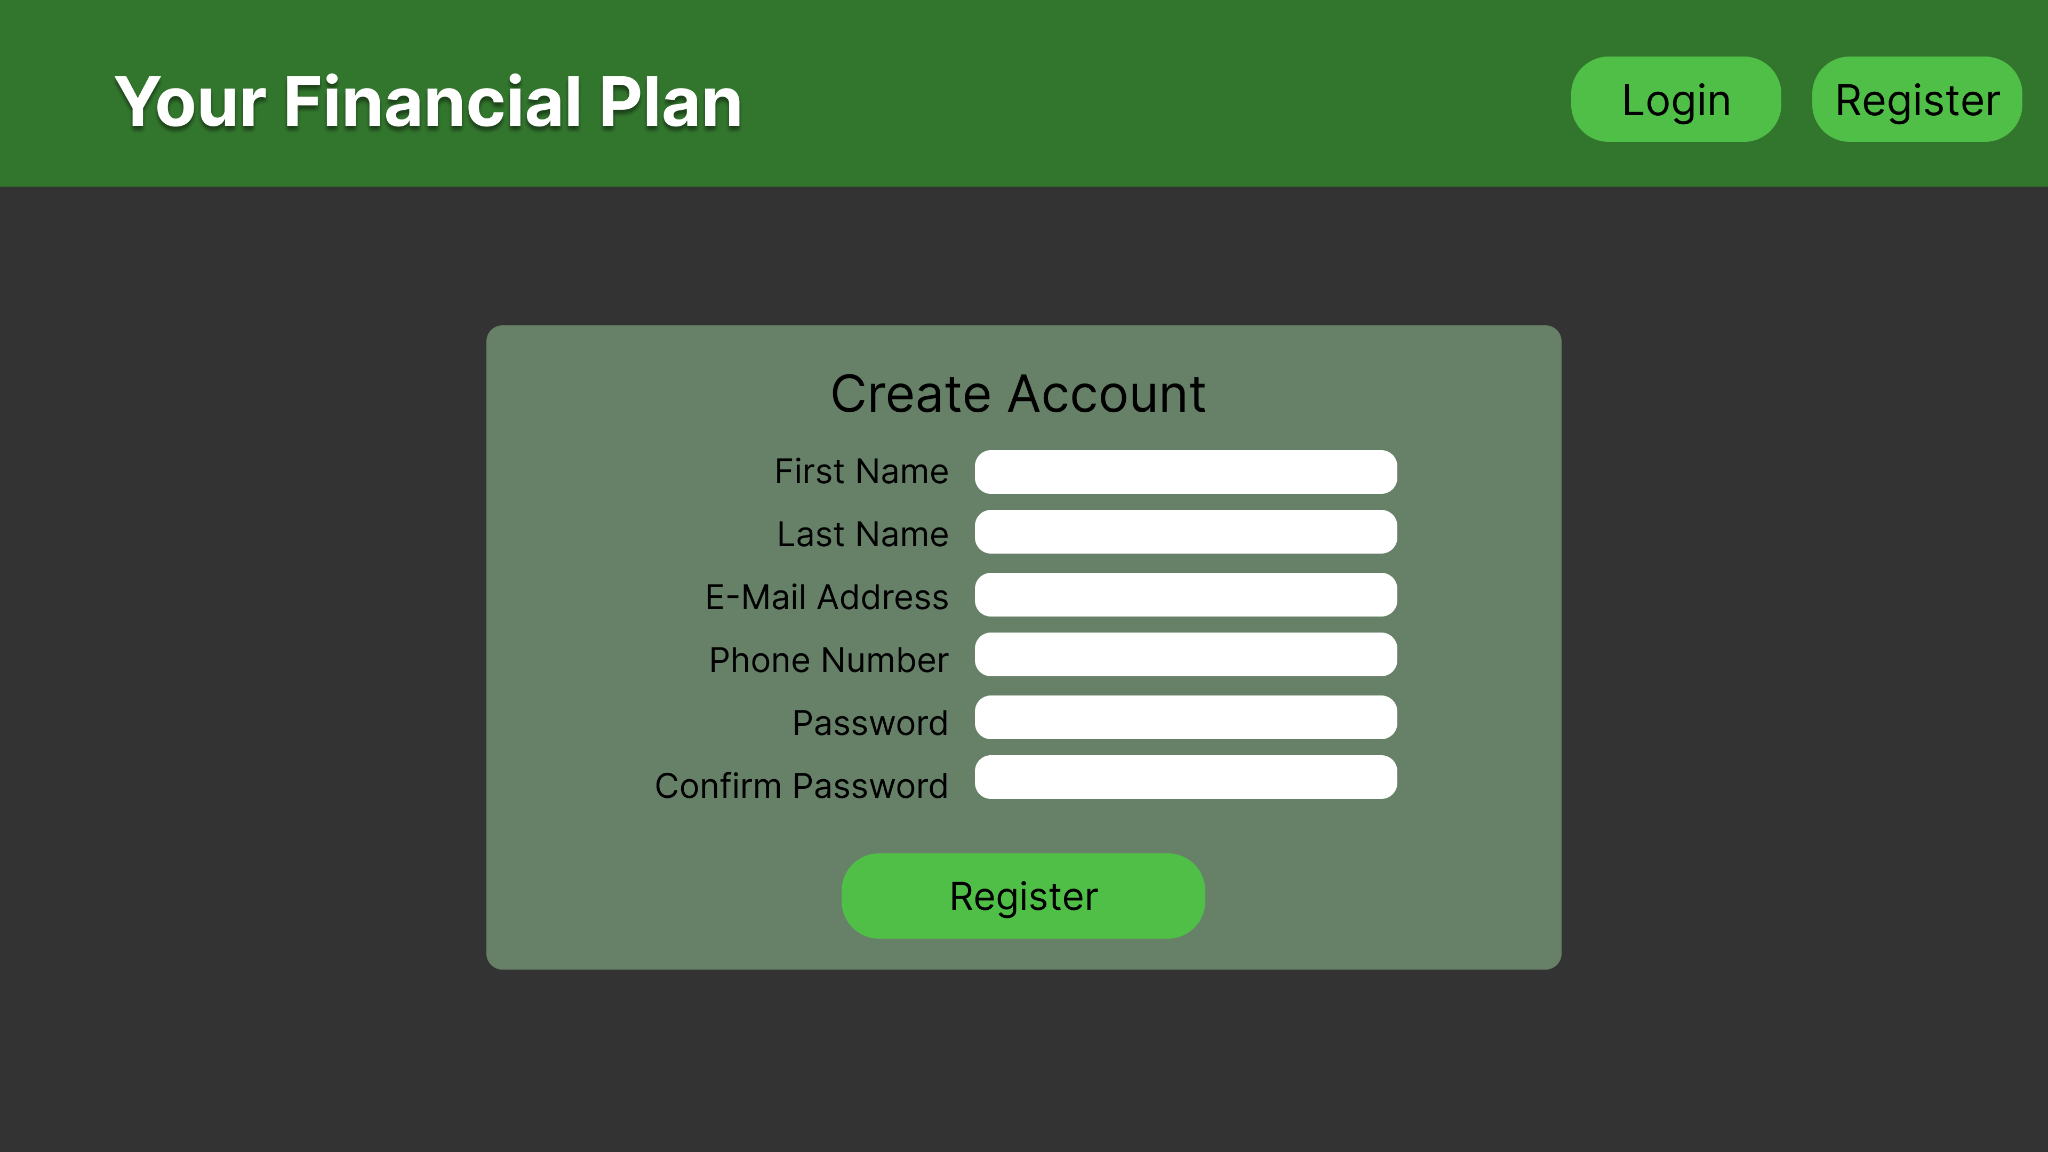 Your Financial Plan
Login
Register
Create Account
First Name
Last Name
E-Mail Address
Phone Number
Password
Confirm Password
Register